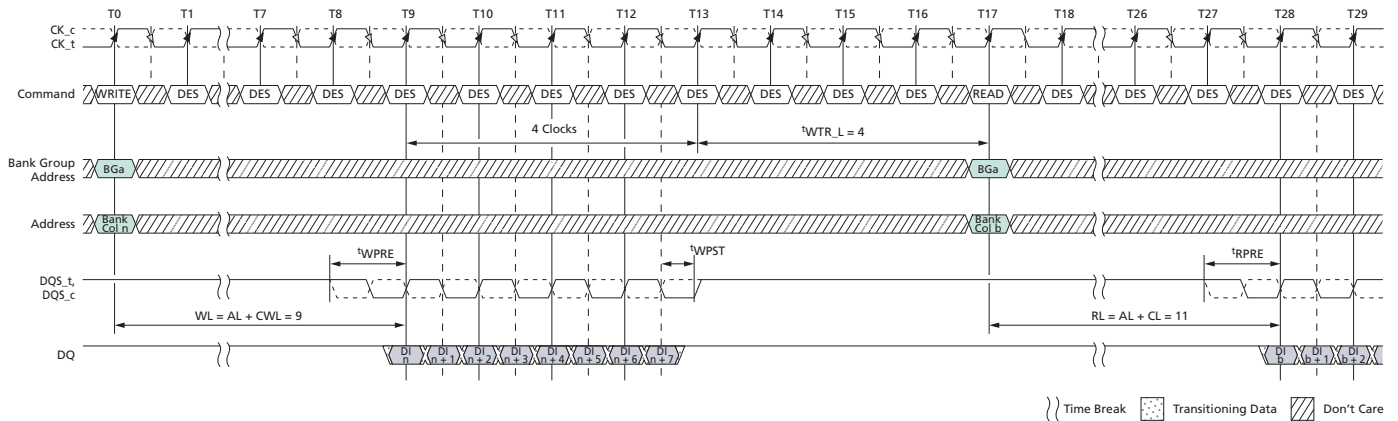 T0 T1 T7 T8 T9 T10 T11 T12 T13 T14 T15 T16 T17 T18 T26 T27 T28 T29
CK_c
CK_t
Command WRITE DES DES DES DES DES DES DES DES DES DES DES READ DES DES DES DES DES
4 Clocks tWTR_L = 4
Bank Group
Address
BGa BGa
Address
Bank
Col n
Bank
Col b
tWPRE tWPST tRPRE
DQS_t,
DQS_c
WL = AL + CWL = 9 RL = AL + CL = 11
DQ
DI
n
DI
n + 1
DI
n + 2
DI
n + 3
DI
n + 4
DI
n + 5
DI
n + 6
DI
n + 7
DI
b
DI
b + 1
DI
b + 2
Time Break Transitioning Data Don't Care